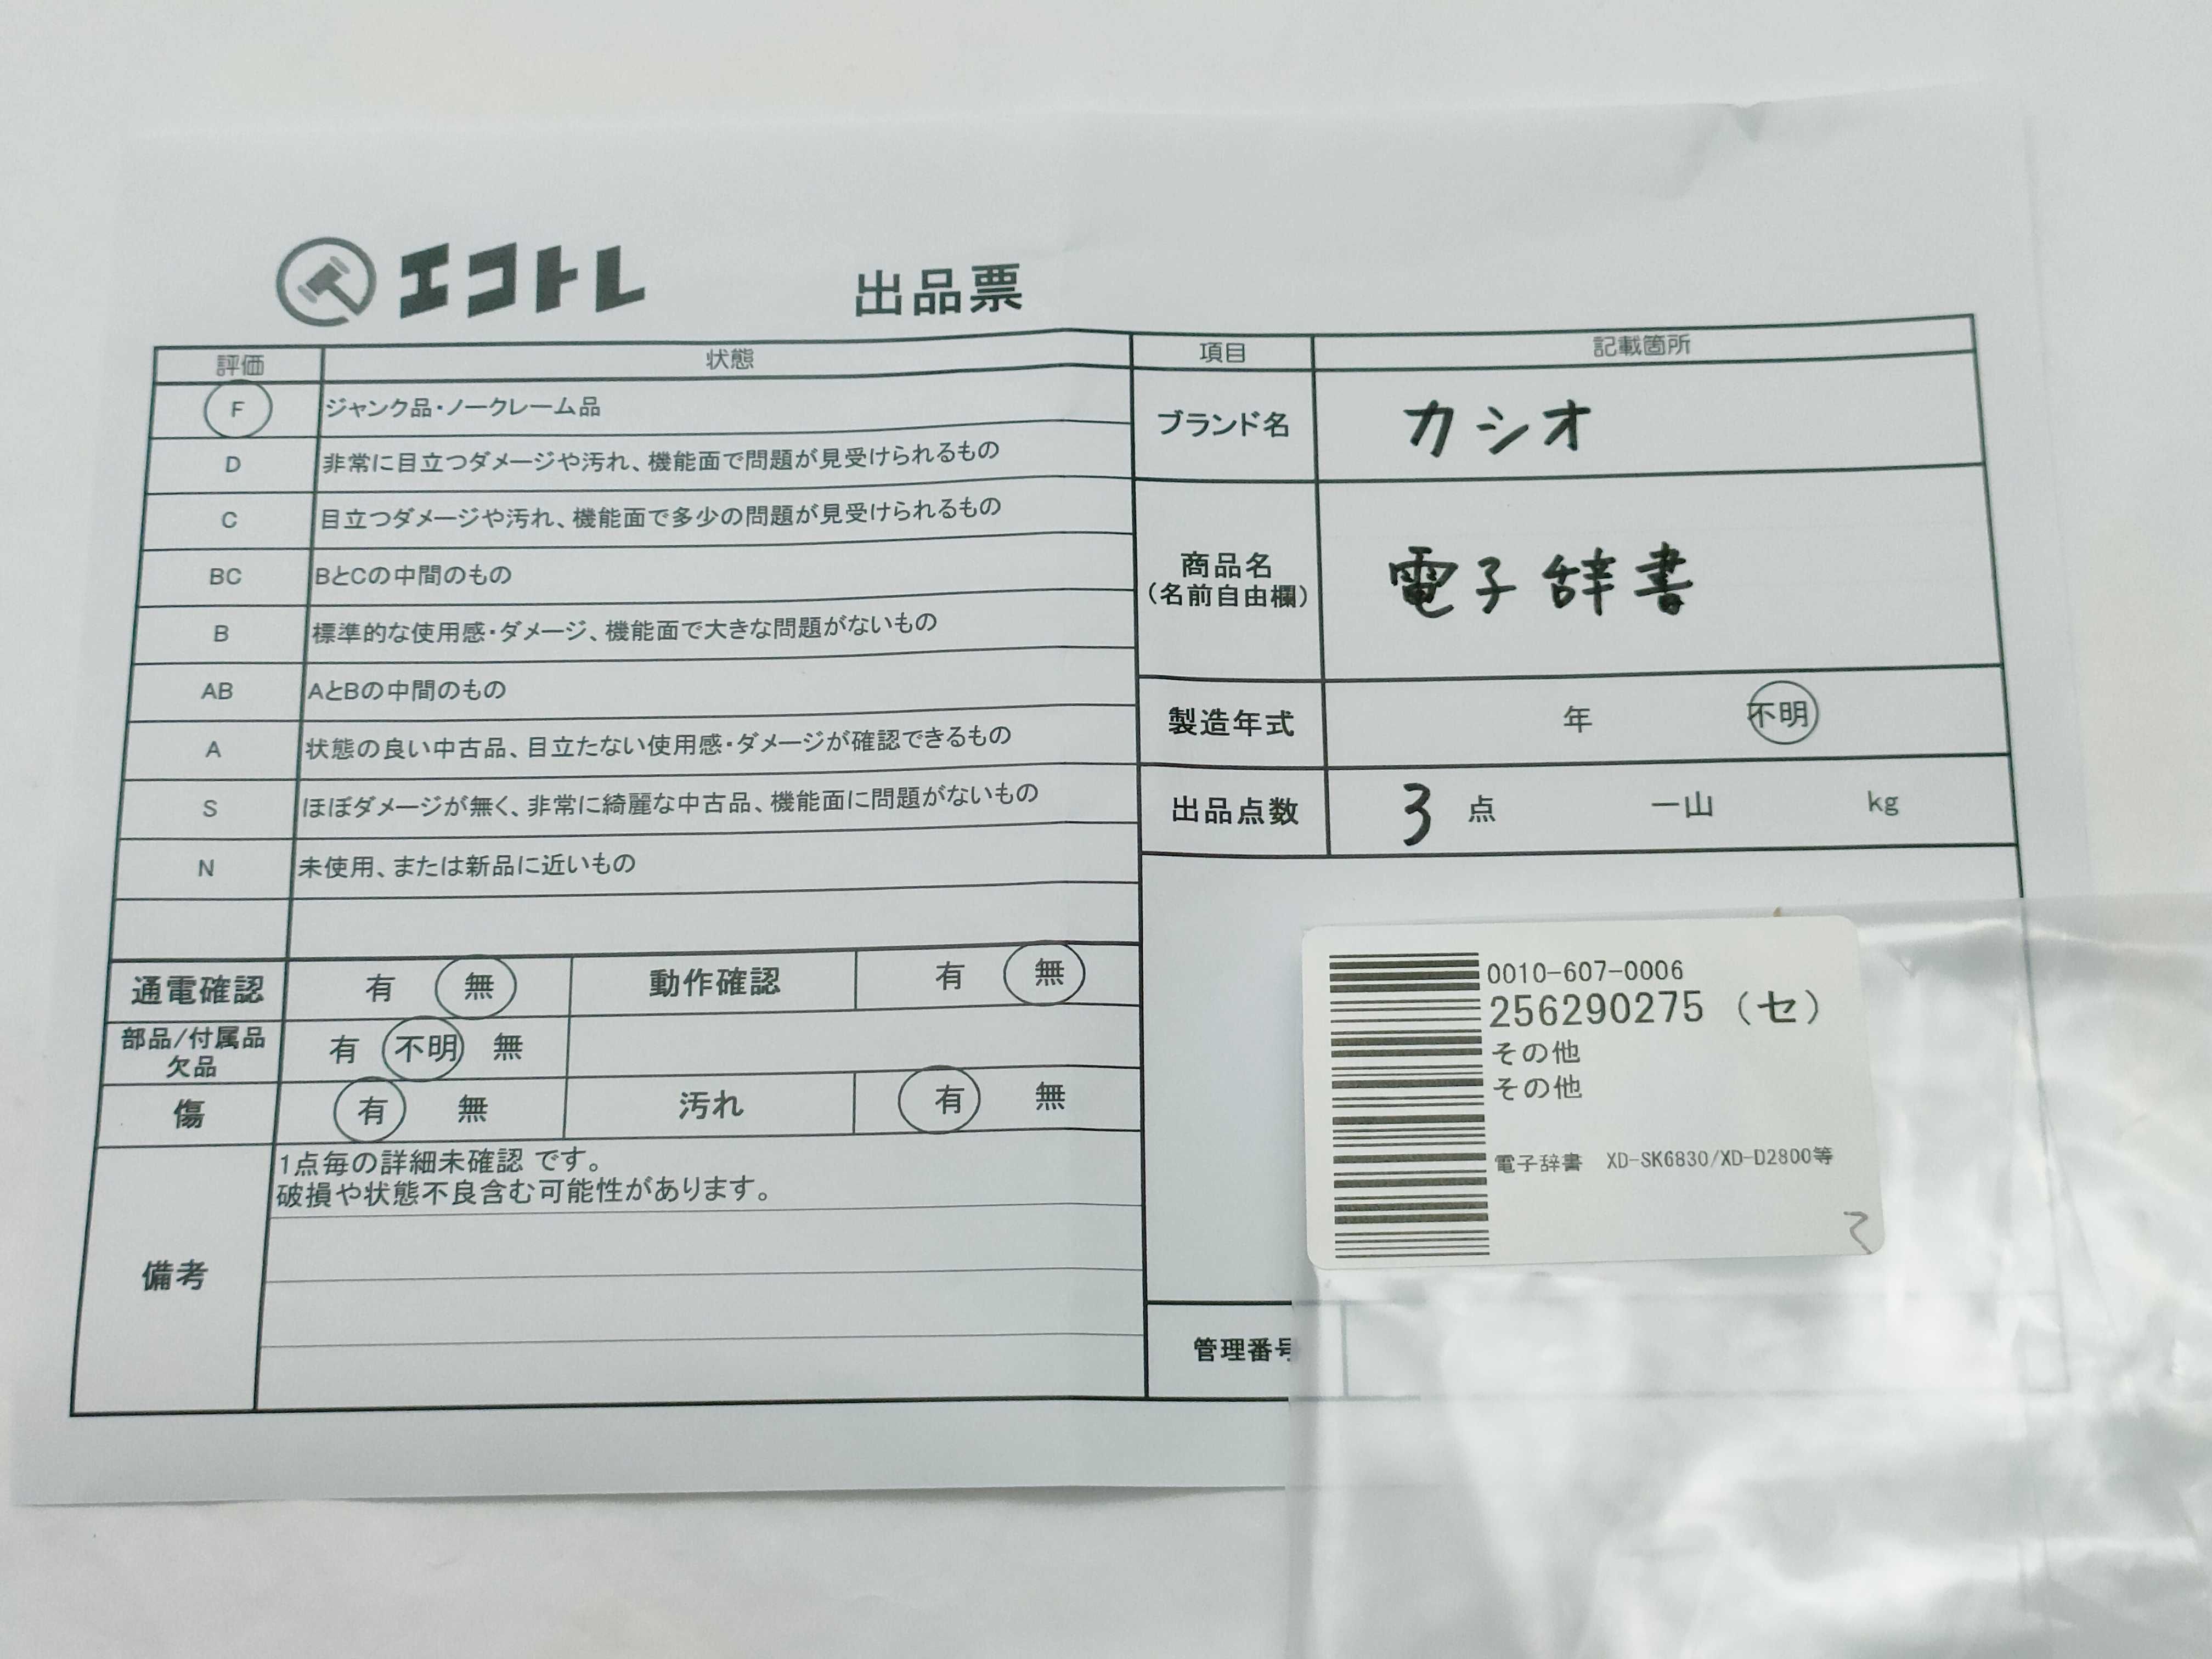 エコトレ
出品票
評価 状態
F ジャンク品・ノークレーム品
D 非常に目立つダメージや汚れ、機能面で問題が見受けられるもの
C 目立つダメージや汚れ、機能面で多少の問題が見受けられるもの
BC BとCの中間のもの
B 標準的な使用感・ダメージ、機能面で大きな問題がないもの
AB AとBの中間のもの
A 状態の良い中古品、目立たない使用感・ダメージが確認できるもの
S ほぼダメージが無く、非常に綺麗な中古品、機能面に問題がないもの
N 未使用、または新品に近いもの
通電確認 有 無 動作確認 有 無
部品/付属品
欠品 有 不明 無
傷 有 無 汚れ 有 無
備考
1点毎の詳細未確認 です。
破損や状態不良含む可能性があります。
項目 記載箇所
ブランド名 カシオ
商品名
(名前自由欄)
電子辞書
製造年式 年 不明
出品点数 3 点 一山 kg
0010-607-0006
256290275 (セ)
その他
その他
電子辞書 XD-SK6830/XD-D2800等
管理番号